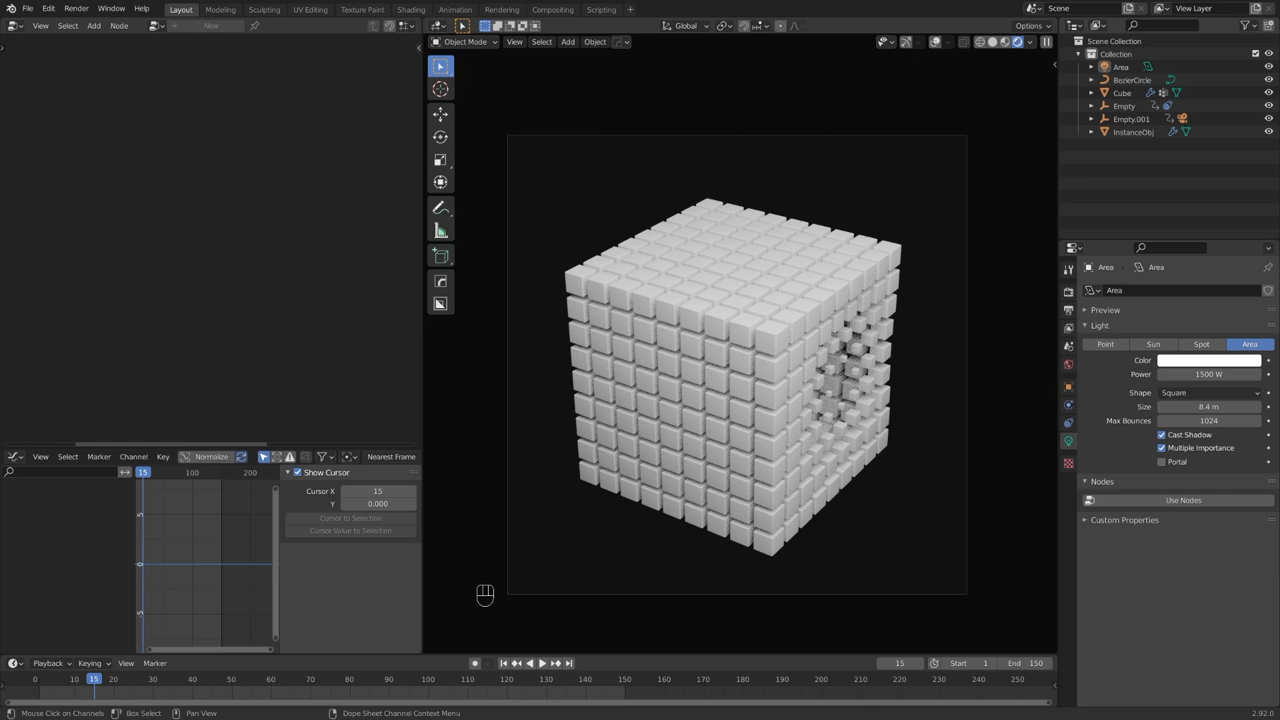 File Edit Render Window Help Layout Modeling Sculpting UV Editing Texture Paint Shading Animation Rendering Compositing Scripting Scene View Layer
View Select Add Node New Global Options
Object Mode View Select Add Object
Scene Collection
Collection
Area
BezierCircle
Cube
Empty
Empty.001
InstanceObj
Area Area
Area
Preview
Light
Point Sun Spot Area
Color
Power 1500 W
Shape Square
Size 8.4 m
Max Bounces 1024
Cast Shadow
Multiple Importance
Portal
Nodes
Use Nodes
Custom Properties
View Select Marker Channel Key Normalize Nearest Frame
15 100 200
Show Cursor
Cursor X 15
Y 0.000
Cursor to Selection
Cursor Value to Selection
5
0
-5
Playback Keying View Marker 15 Start 1 End 150
0 10 15 20 30 40 50 60 70 80 90 100 110 120 130 140 150 160 170 180 190 200 210 220 230 240 250
Mouse Click on Channels Box Select Pan View Dope Sheet Channel Context Menu 2.92.0